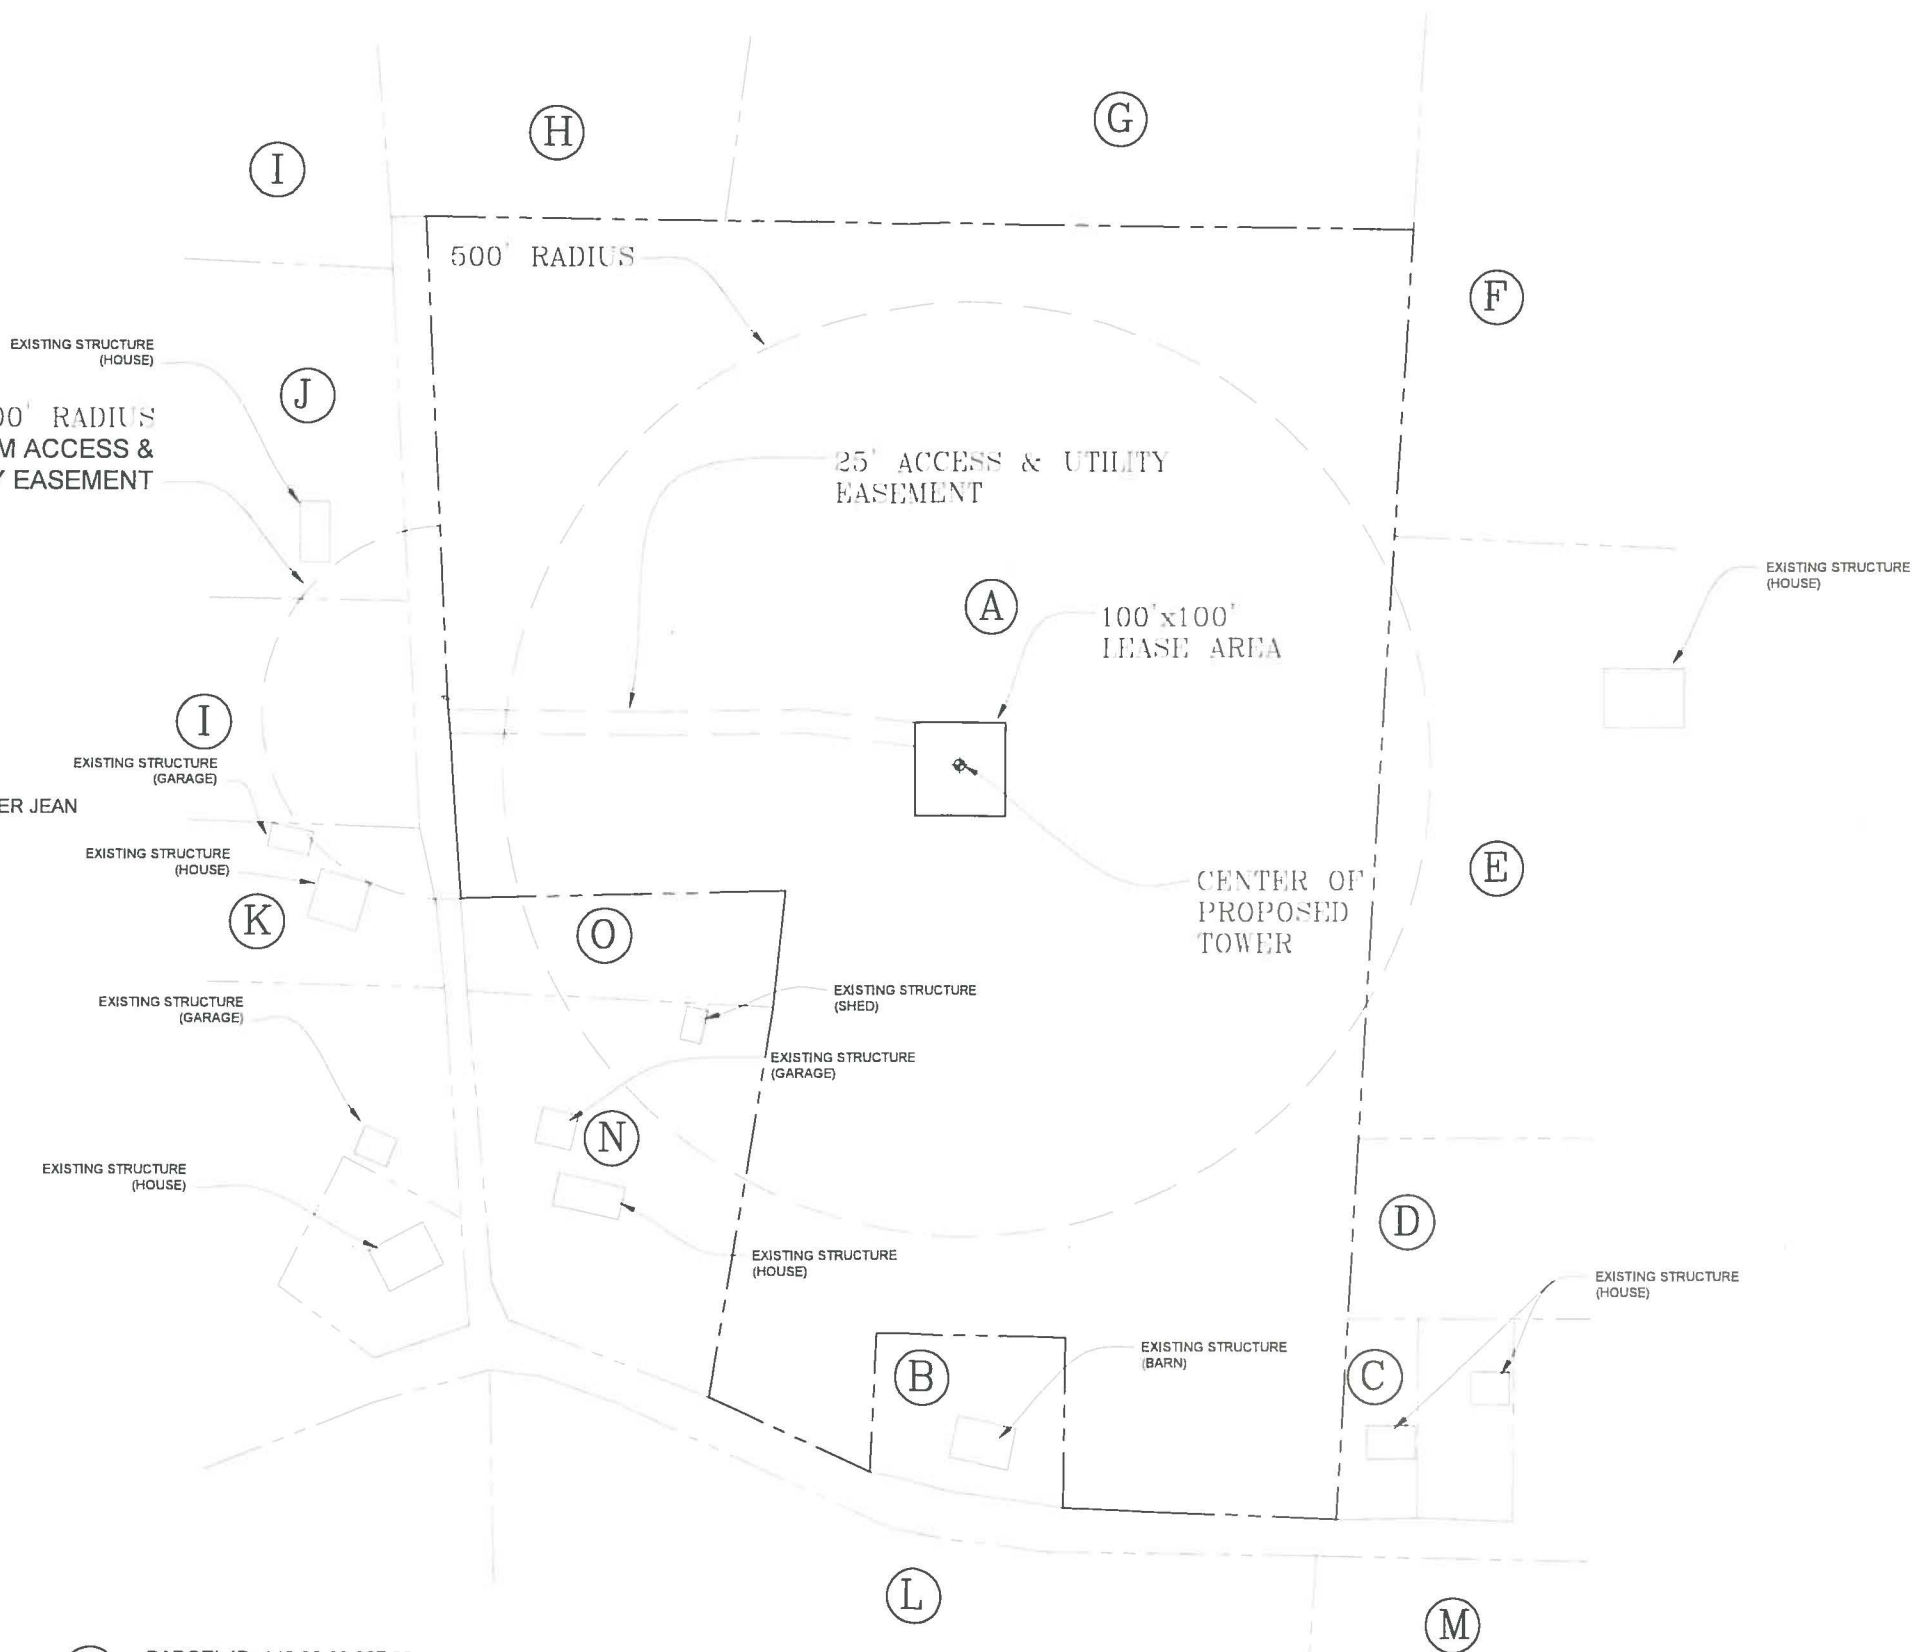 H
G
I
500' RADIUS
F
EXISTING STRUCTURE
(HOUSE)
J
00' RADIUS
M ACCESS &
Y EASEMENT
25' ACCESS & UTILITY
EASEMENT
EXISTING STRUCTURE
(HOUSE)
A
100'x100'
LEASE AREA
I
EXISTING STRUCTURE
(GARAGE)
ER JEAN
EXISTING STRUCTURE
(HOUSE)
K
E
CENTER OF
PROPOSED
TOWER
O
EXISTING STRUCTURE
(GARAGE)
EXISTING STRUCTURE
(SHED)
EXISTING STRUCTURE
(GARAGE)
N
EXISTING STRUCTURE
(HOUSE)
D
EXISTING STRUCTURE
(HOUSE)
EXISTING STRUCTURE
(HOUSE)
EXISTING STRUCTURE
(BARN)
B
C
L
M